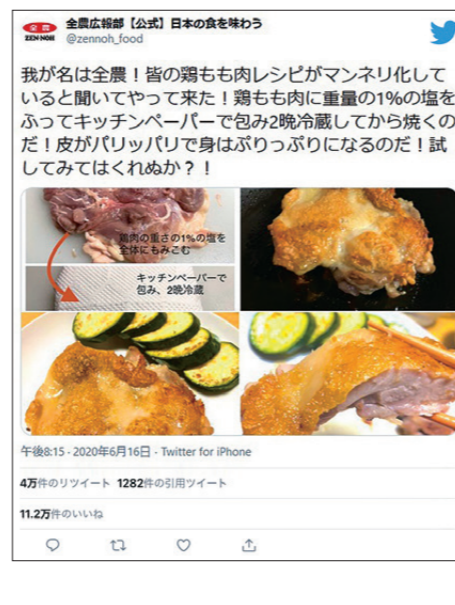 全農
ZEN-NOH
全農広報部【公式】日本の食を味わう
@zennoh_food
我が名は全農！皆の鶏もも肉レシピがマンネリ化して
いると聞いてやって来た！鶏もも肉に重量の1%の塩を
ふってキッチンペーパーで包み2晩冷蔵してから焼くの
だ！皮がパリッパリで身はぷりっぷりになるのだ！試
してみてはくれぬか？！
鶏肉の重さの1%の塩を
全体にもみこむ
キッチンペーパーで
包み、2晩冷蔵
午後8:15 · 2020年6月16日 · Twitter for iPhone
4万件のリツイート 1282件の引用ツイート
11.2万件のいいね